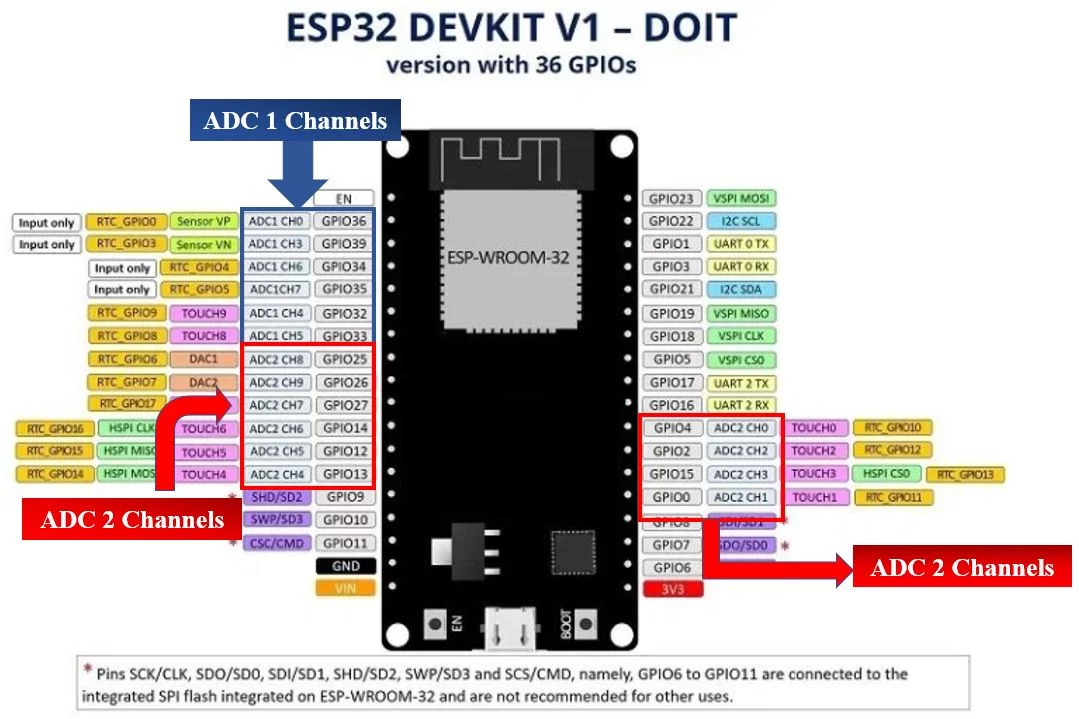 ESP32 DEVKIT V1 – DOIT
version with 36 GPIOs
ADC 1 Channels
EN
Input only RTC_GPIO0 Sensor VP ADC1 CH0 GPIO36
Input only RTC_GPIO3 Sensor VN ADC1 CH3 GPIO39
Input only RTC_GPIO4 ADC1 CH6 GPIO34
Input only RTC_GPIO5 ADC1CH7 GPIO35
RTC_GPIO9 TOUCH9 ADC1 CH4 GPIO32
RTC_GPIO8 TOUCH8 ADC1 CH5 GPIO33
RTC_GPIO6 DAC1 ADC2 CH8 GPIO25
RTC_GPIO7 DAC2 ADC2 CH9 GPIO26
RTC_GPIO17 ADC2 CH7 GPIO27
RTC_GPIO16 HSPI CLK TOUCH6 ADC2 CH6 GPIO14
RTC_GPIO15 HSPI MISO TOUCH5 ADC2 CH5 GPIO12
RTC_GPIO14 HSPI MOSI TOUCH4 ADC2 CH4 GPIO13
* SHD/SD2 GPIO9
SWP/SD3 GPIO10
* CSC/CMD GPIO11
GND
VIN
ADC 2 Channels
ESP-WROOM-32
EN
BOOT
GPIO23 VSPI MOSI
GPIO22 I2C SCL
GPIO1 UART 0 TX
GPIO3 UART 0 RX
GPIO21 I2C SDA
GPIO19 VSPI MISO
GPIO18 VSPI CLK
GPIO5 VSPI CS0
GPIO17 UART 2 TX
GPIO16 UART 2 RX
GPIO4 ADC2 CH0 TOUCH0 RTC_GPIO10
GPIO2 ADC2 CH2 TOUCH2 RTC_GPIO12
GPIO15 ADC2 CH3 TOUCH3 HSPI CS0 RTC_GPIO13
GPIO0 ADC2 CH1 TOUCH1 RTC_GPIO11
GPIO8 SDI/SD1 *
GPIO7 SDO/SD0 *
GPIO6
3V3
ADC 2 Channels
* Pins SCK/CLK, SDO/SD0, SDI/SD1, SHD/SD2, SWP/SD3 and SCS/CMD, namely, GPIO6 to GPIO11 are connected to the
integrated SPI flash integrated on ESP-WROOM-32 and are not recommended for other uses.